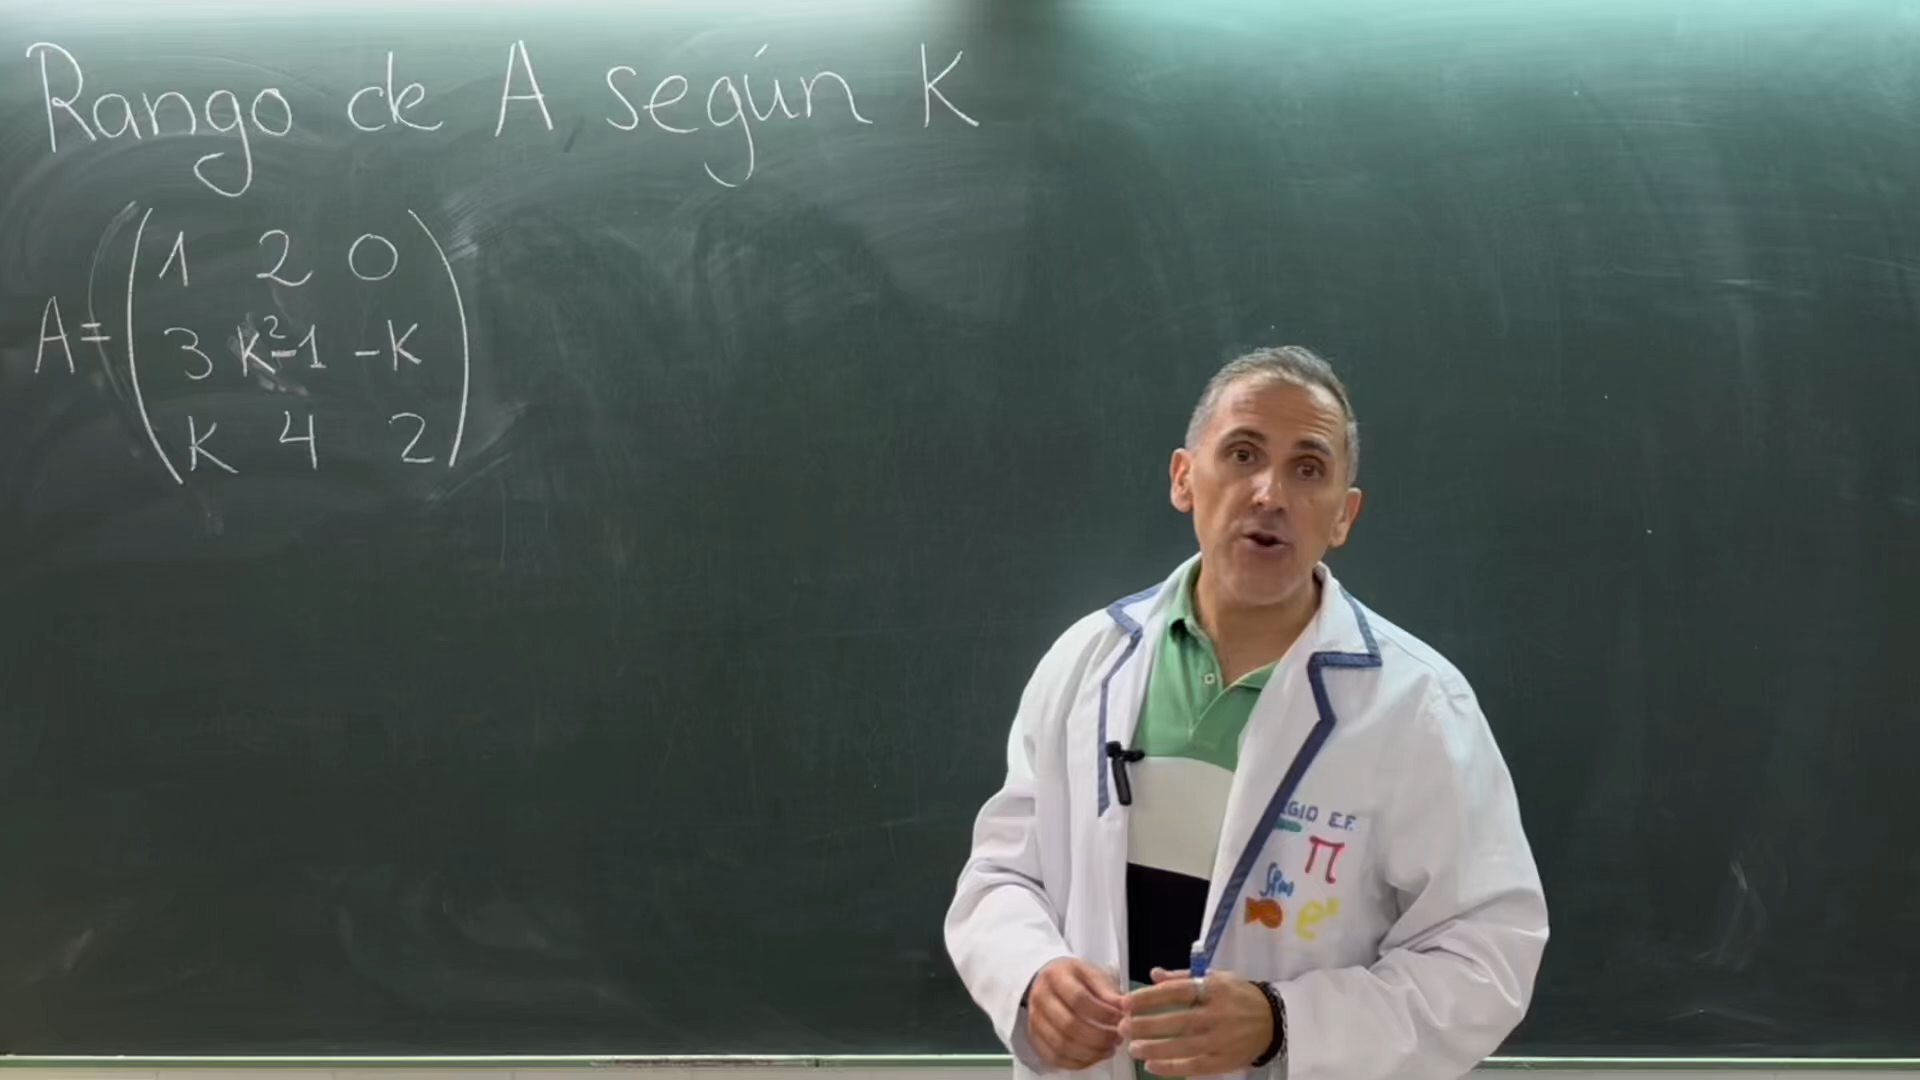 Rango de A según K
A= ( 1 2 0
3 K²-1 -K
K 4 2 )
GIO E.F.
π